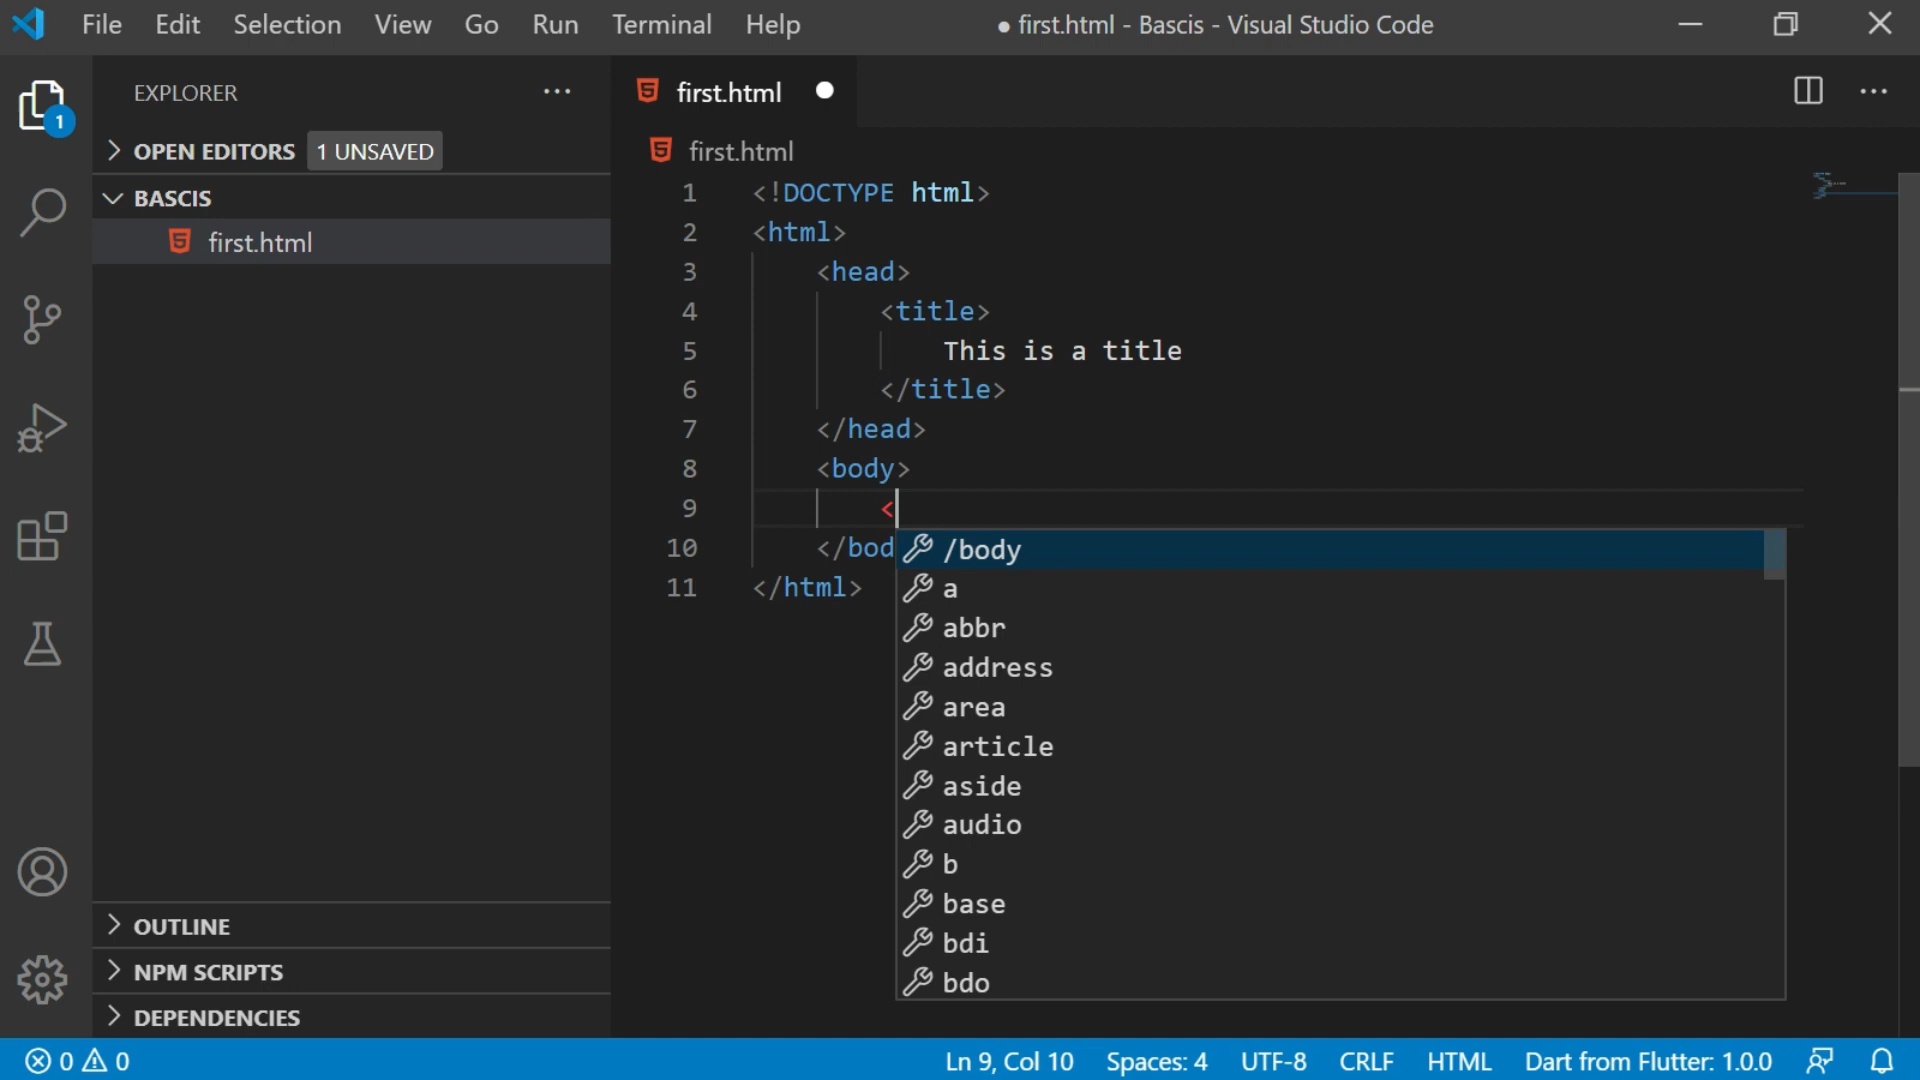 File Edit Selection View Go Run Terminal Help ● first.html - Bascis - Visual Studio Code
EXPLORER ···
first.html ●
1
OPEN EDITORS 1 UNSAVED
first.html
BASCIS
first.html
1 <!DOCTYPE html>
2 <html>
3 <head>
4 <title>
5 This is a title
6 </title>
7 </head>
8 <body>
9 <
10 </bod
11 </html>
/body
a
abbr
address
area
article
aside
audio
b
base
bdi
bdo
OUTLINE
NPM SCRIPTS
DEPENDENCIES
0 0 Ln 9, Col 10 Spaces: 4 UTF-8 CRLF HTML Dart from Flutter: 1.0.0